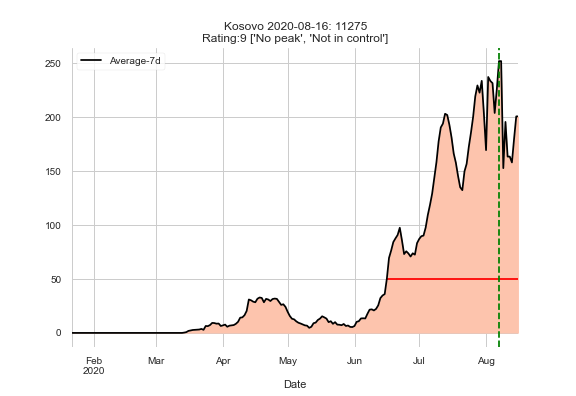 Kosovo 2020-08-16: 11275
Rating:9 ['No peak', 'Not in control']
Average-7d
250
200
150
100
50
0
Feb Mar Apr May Jun Jul Aug
2020
Date